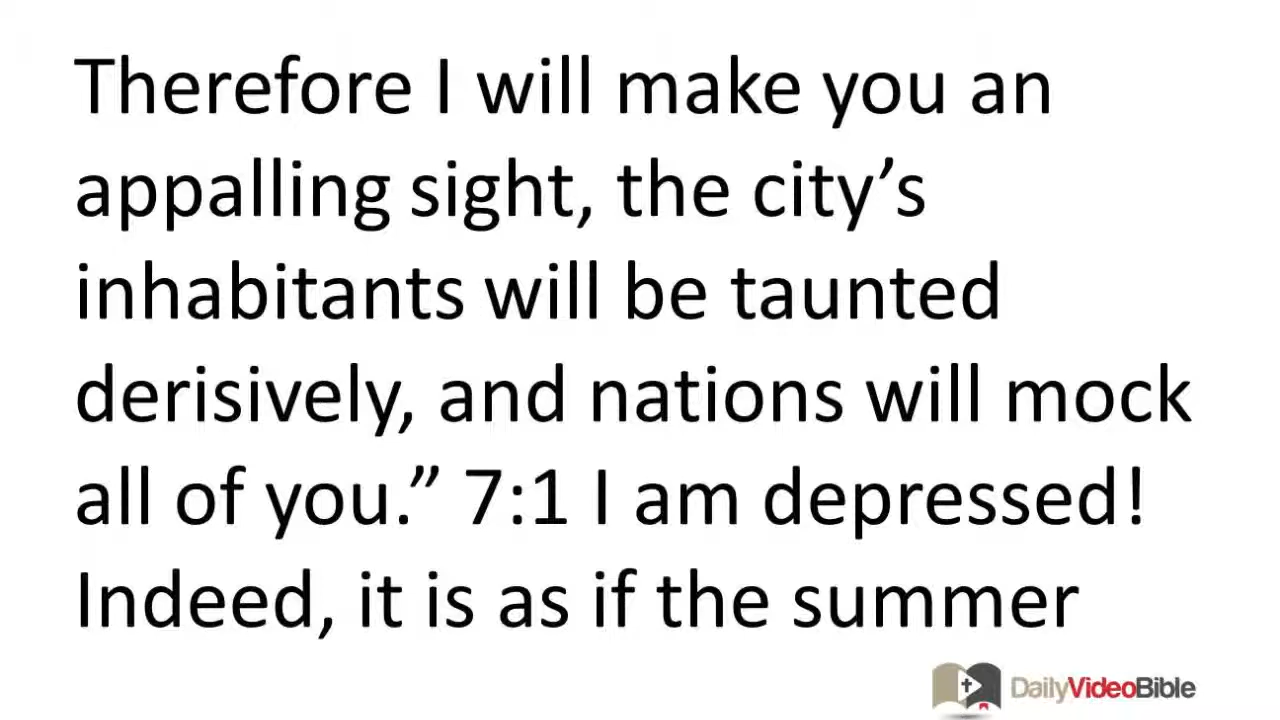 Therefore I will make you an
appalling sight, the city’s
inhabitants will be taunted
derisively, and nations will mock
all of you.” 7:1 I am depressed!
Indeed, it is as if the summer
DailyVideoBible